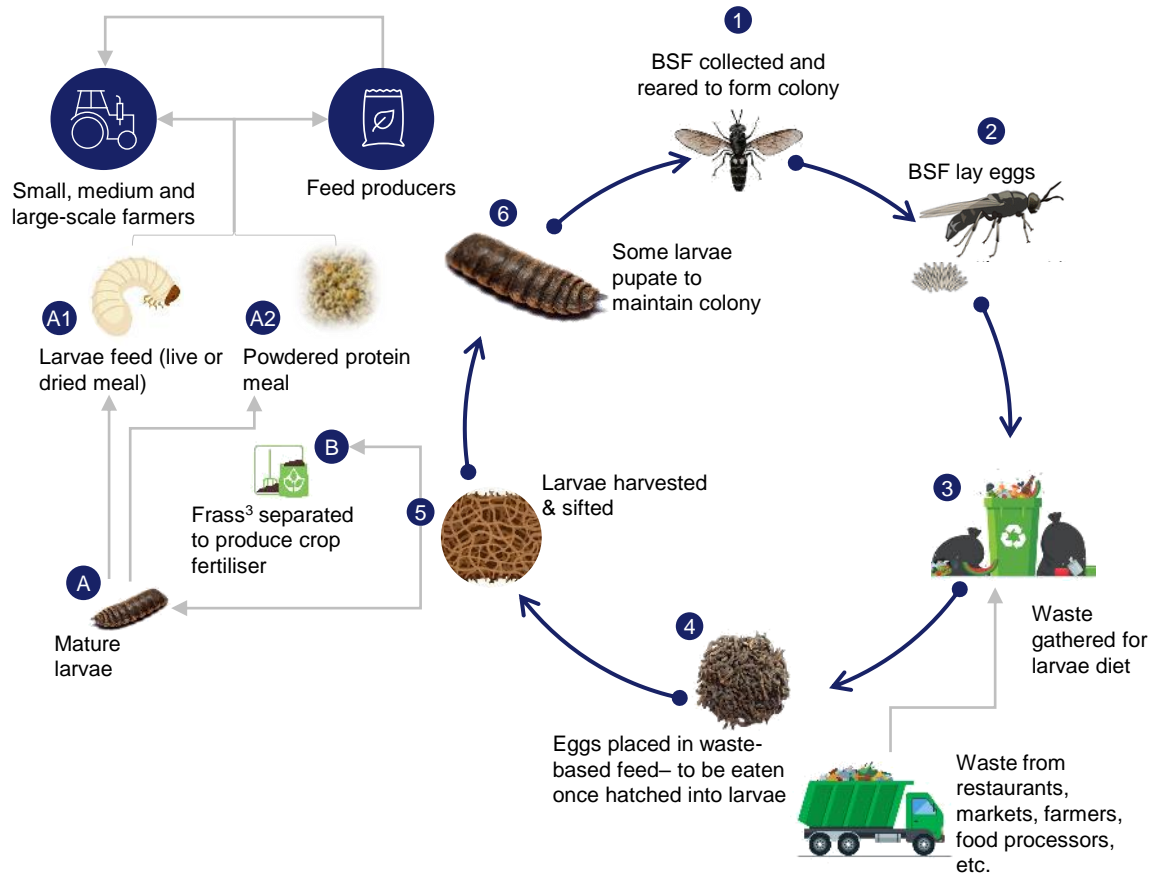 1
BSF collected and
reared to form colony
2
BSF lay eggs
3
Waste
gathered for
larvae diet
Waste from
restaurants,
markets, farmers,
food processors,
etc.
4
Eggs placed in waste-
based feed– to be eaten
once hatched into larvae
5
Larvae harvested
& sifted
6
Some larvae
pupate to
maintain colony
Small, medium and
large-scale farmers
Feed producers
A1
Larvae feed (live or
dried meal)
A2
Powdered protein
meal
B
Frass³ separated
to produce crop
fertiliser
A
Mature
larvae